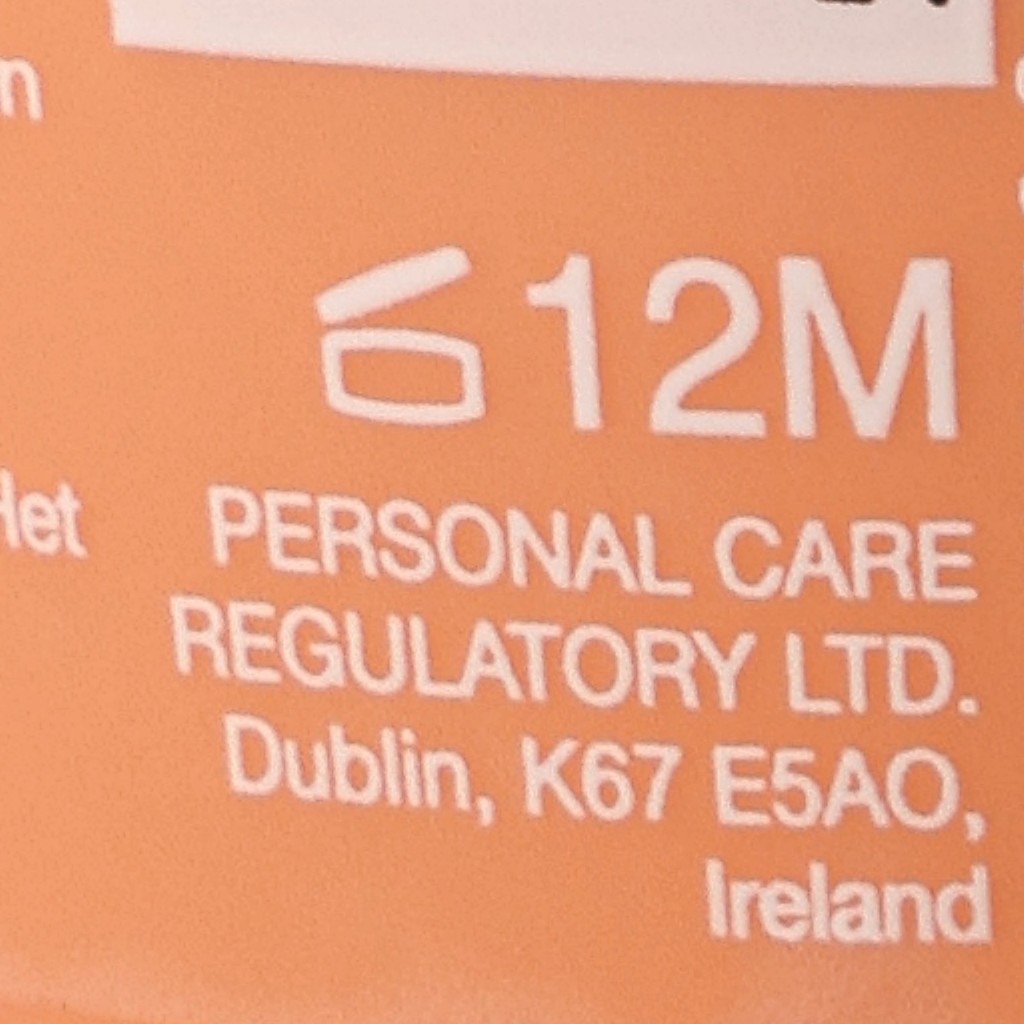 12M
PERSONAL CARE
REGULATORY LTD.
Dublin, K67 E5AO,
Ireland